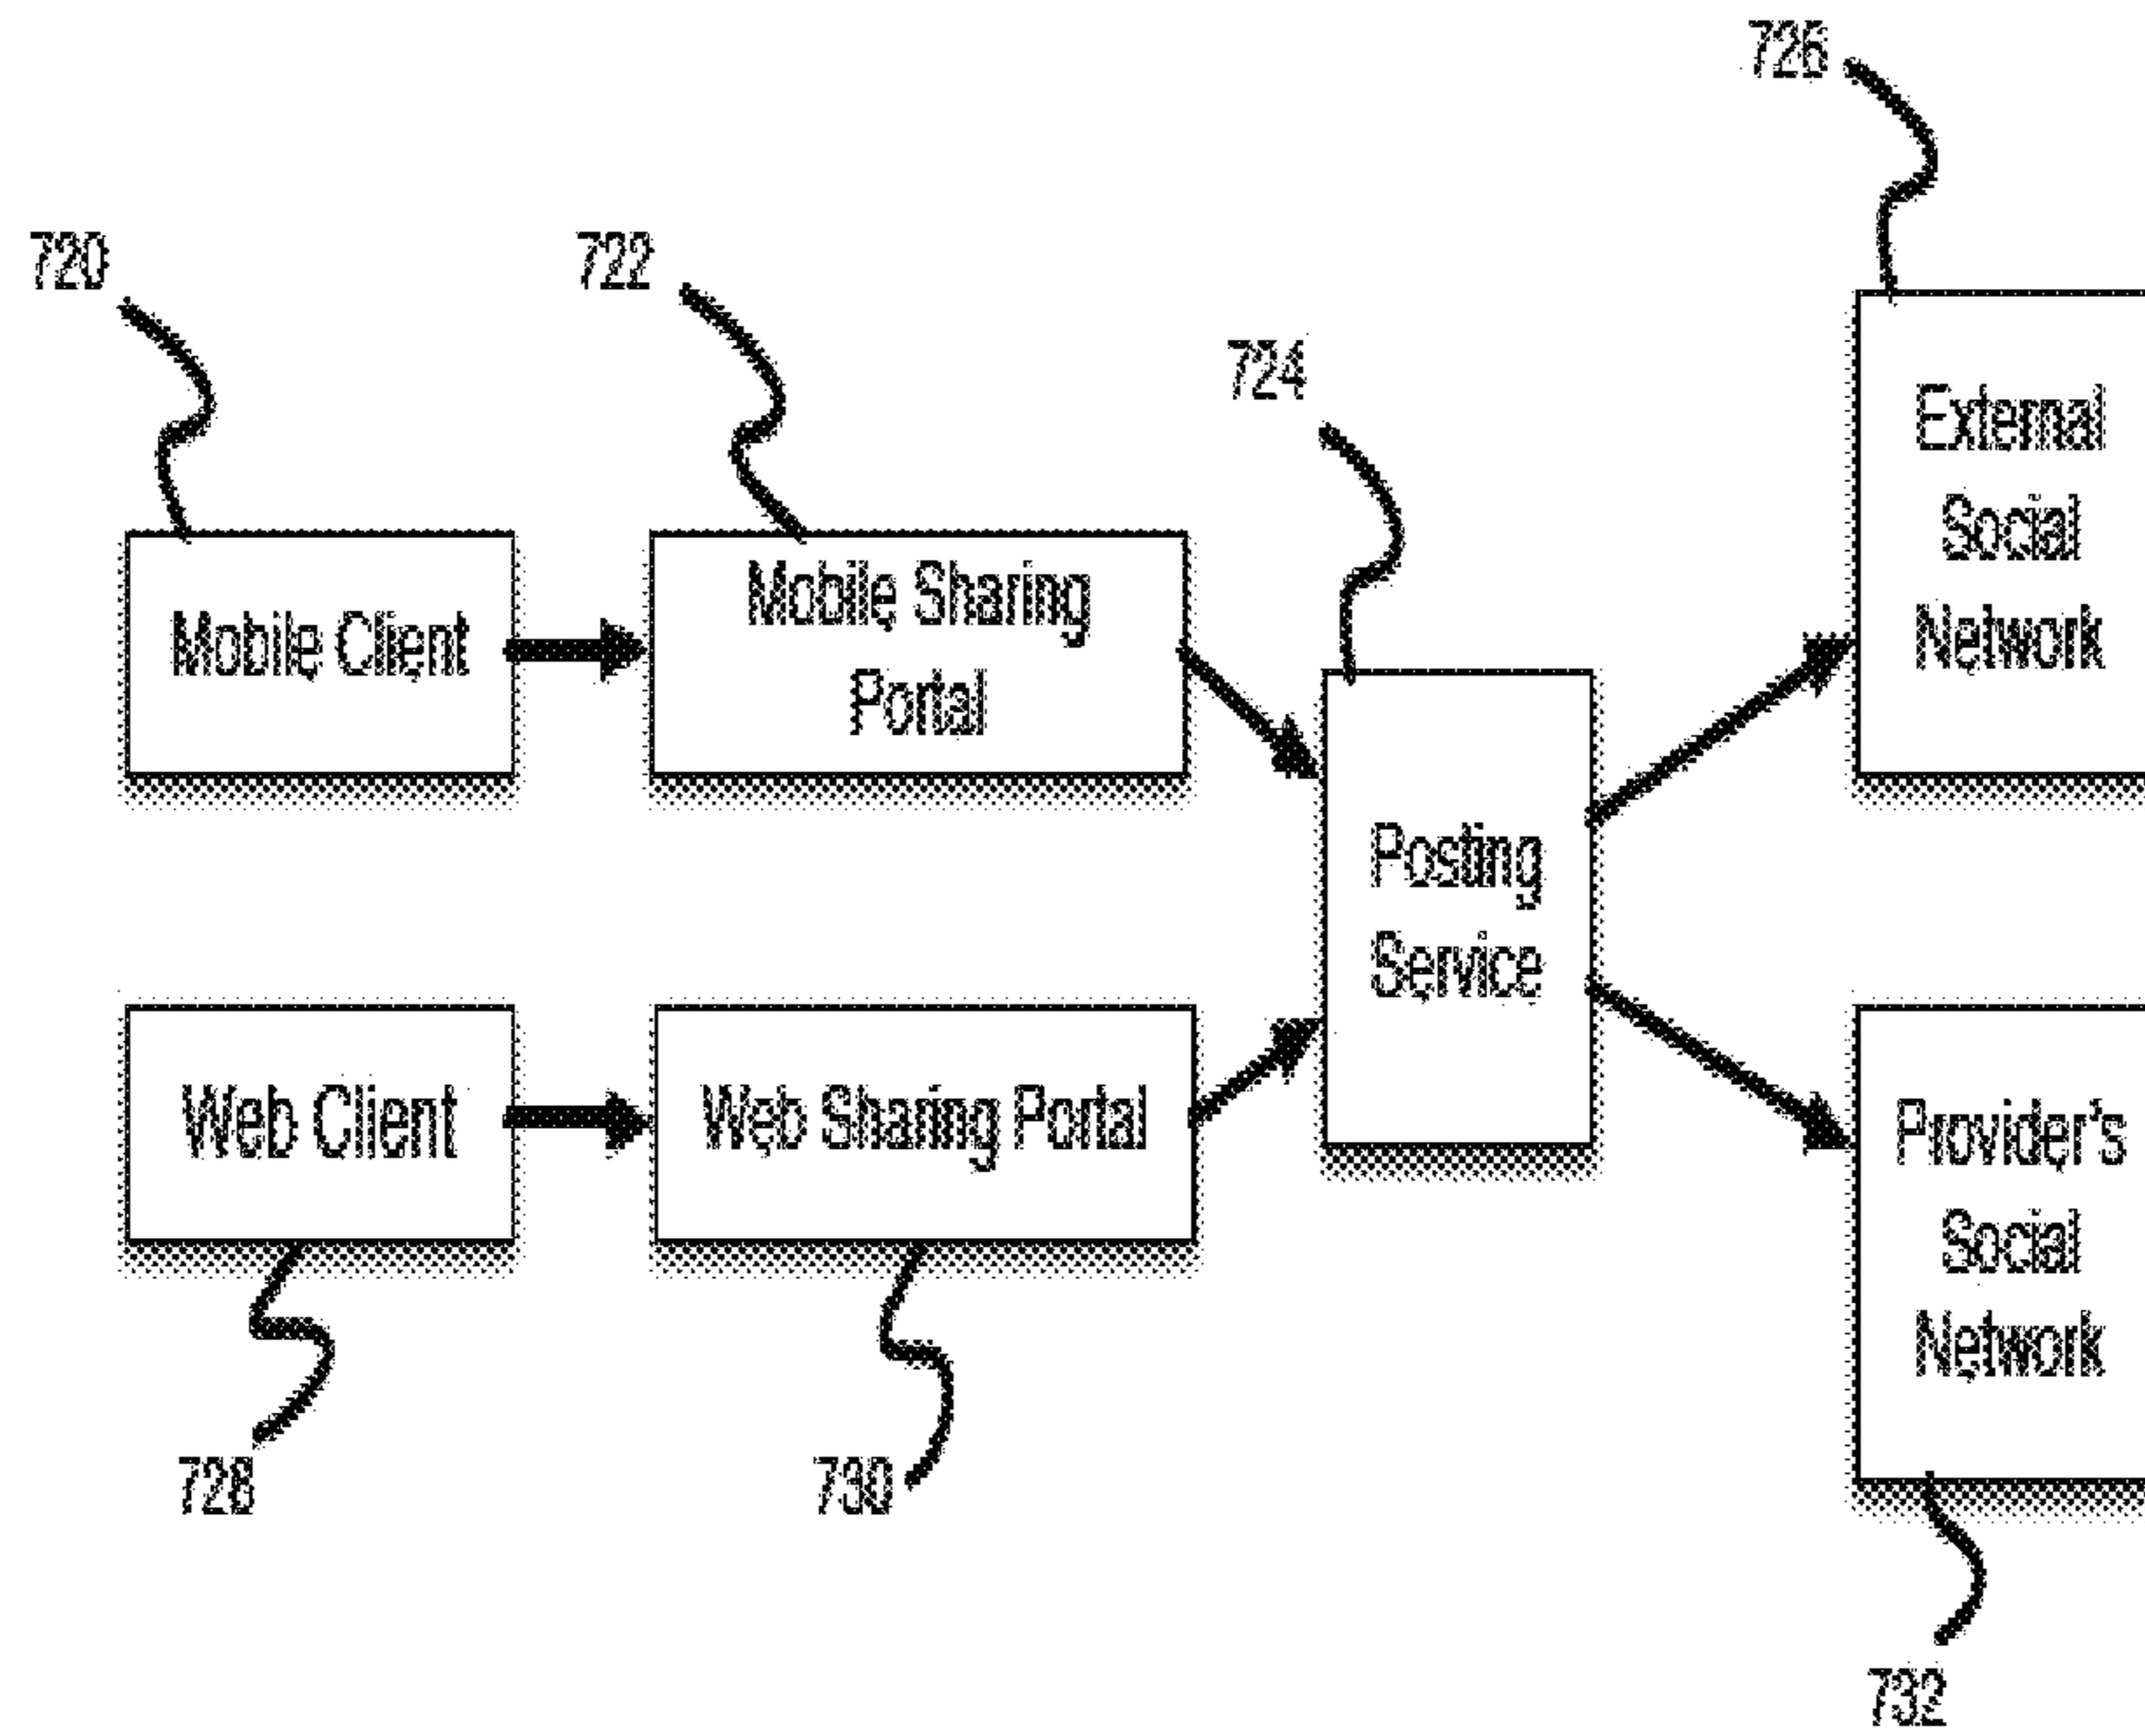 726
720
722
724
External
Social
Network
Mobile Client
Mobile Sharing
Portal
Posting
Service
Web Client
Web Sharing Portal
Provider's
Social
Network
728
730
732